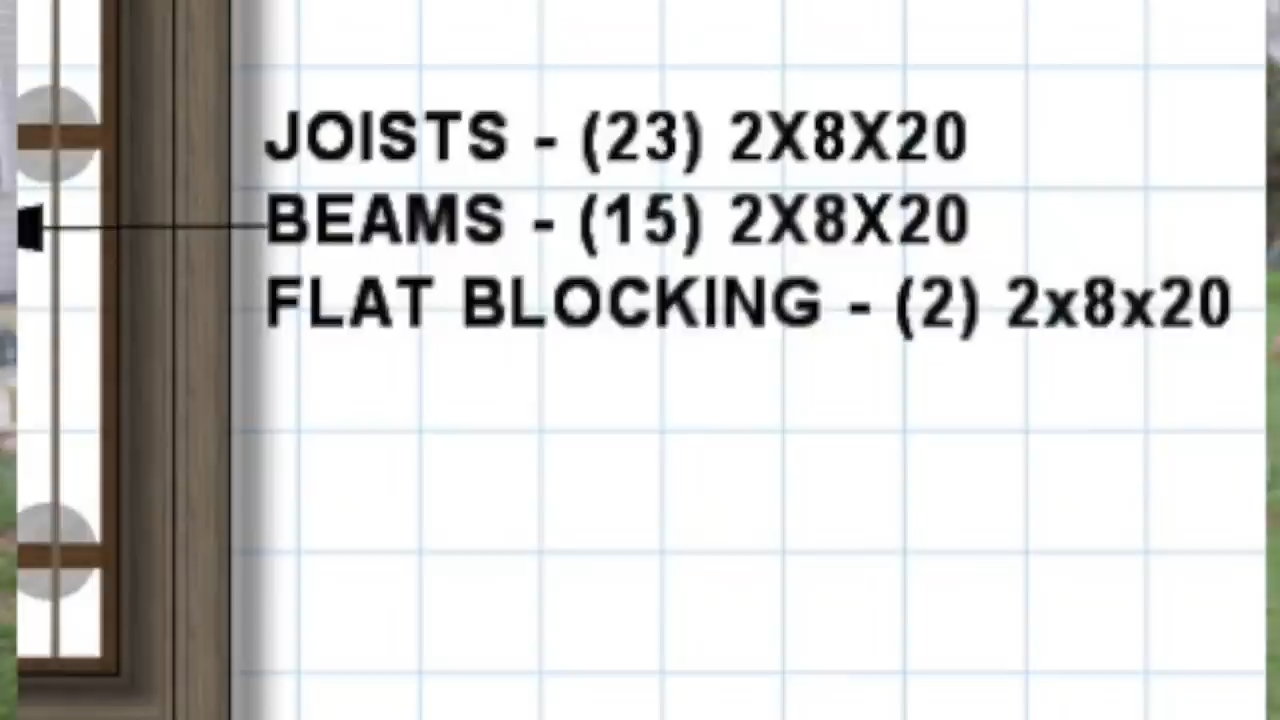 JOISTS - (23) 2X8X20
BEAMS - (15) 2X8X20
FLAT BLOCKING - (2) 2x8x20